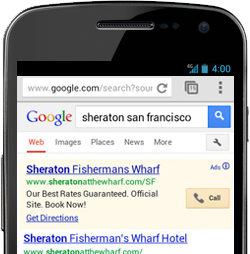 4G 4:00
www.google.com/search?sour 15
Google sheraton san francisco
Web Images Places News More
Sheraton Fishermans Wharf Ads
www.sheratonatthewharf.com/SF
Our Best Rates Guaranteed. Official
Site. Book Now!
Call
Get Directions
Sheraton Fisherman's Wharf Hotel
www.sheratonatthewharf.com/